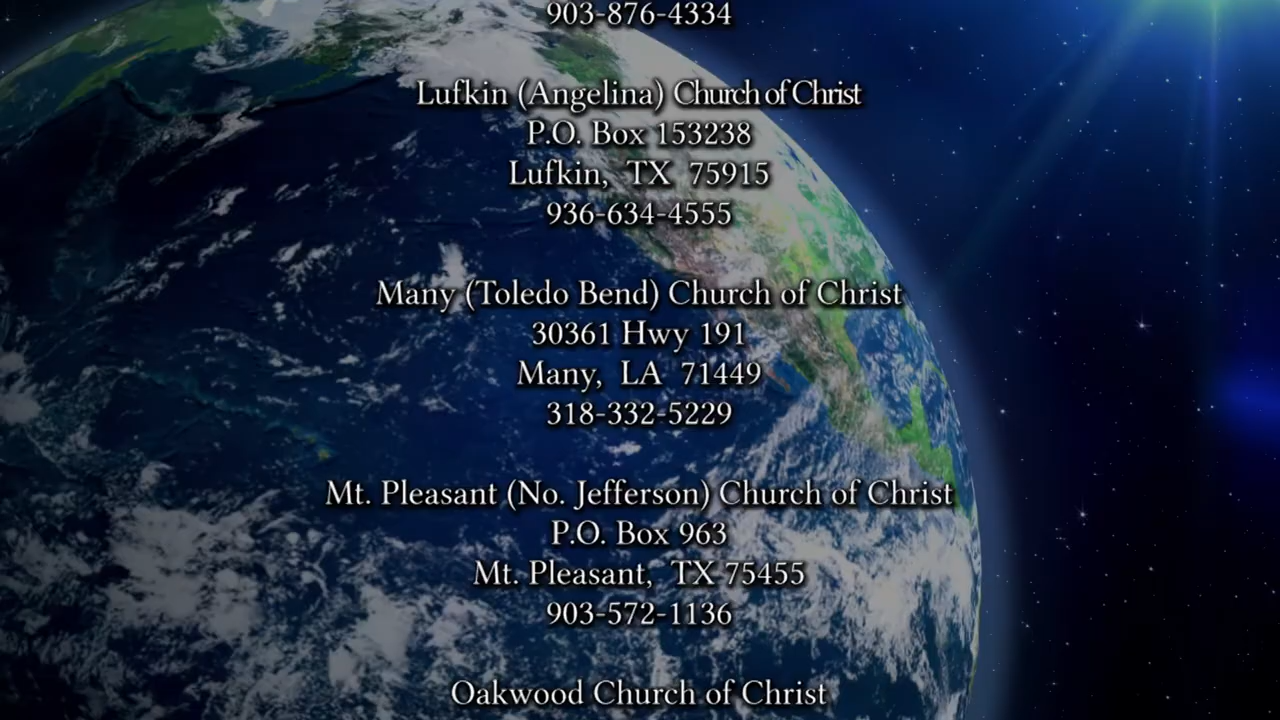 903-876-4334
Lufkin (Angelina) Church of Christ
P.O. Box 153238
Lufkin, TX 75915
936-634-4555
Many (Toledo Bend) Church of Christ
30361 Hwy 191
Many, LA 71449
318-332-5229
Mt. Pleasant (No. Jefferson) Church of Christ
P.O. Box 963
Mt. Pleasant, TX 75455
903-572-1136
Oakwood Church of Christ